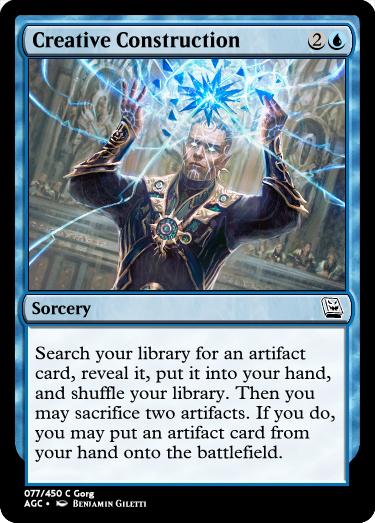 Creative Construction 2
Sorcery
Search your library for an artifact
card, reveal it, put it into your hand,
and shuffle your library. Then you
may sacrifice two artifacts. If you do,
you may put an artifact card from
your hand onto the battlefield.
077/450 C Gorg
AGC • Benjamin Giletti